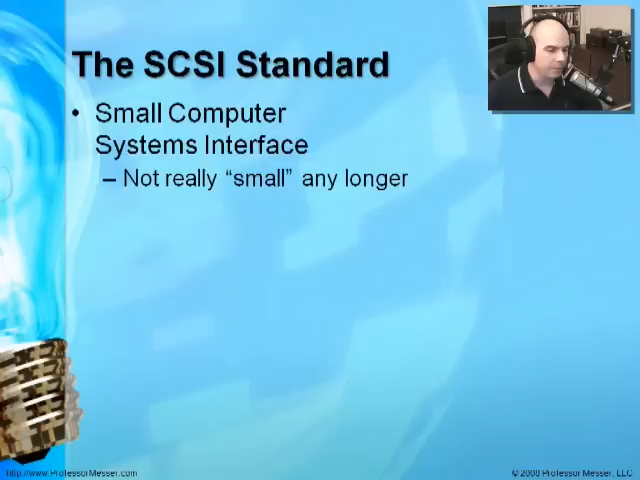 The SCSI Standard
• Small Computer
Systems Interface
– Not really “small” any longer
http://www.ProfessorMesser.com
© 2008 Professor Messer, LLC